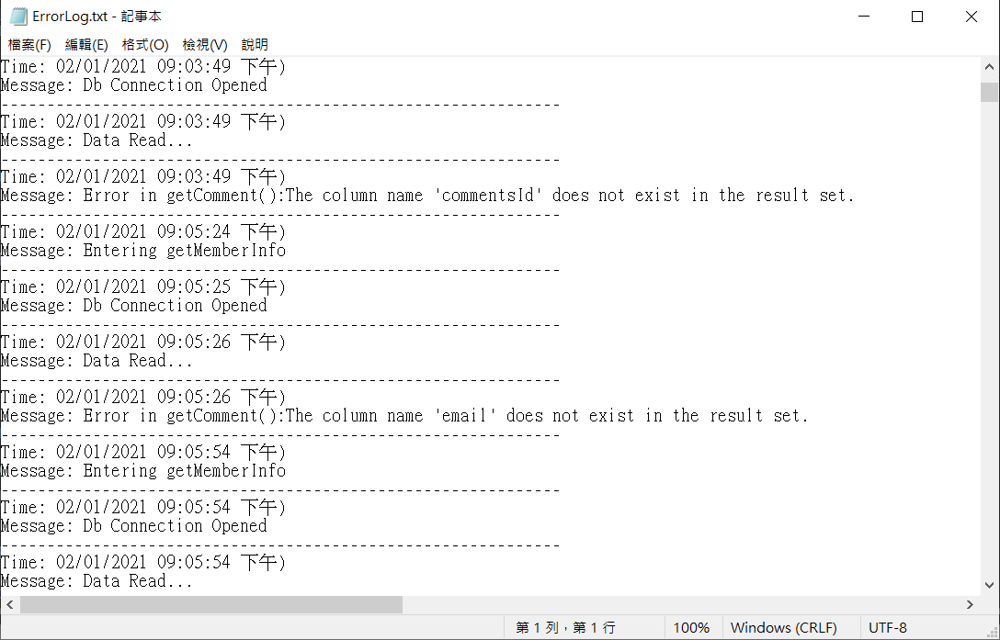 ErrorLog.txt - 記事本
檔案(F) 編輯(E) 格式(O) 檢視(V) 說明
Time: 02/01/2021 09:03:49 下午)
Message: Db Connection Opened
-------------------------------------------------------------
Time: 02/01/2021 09:03:49 下午)
Message: Data Read...
-------------------------------------------------------------
Time: 02/01/2021 09:03:49 下午)
Message: Error in getComment():The column name 'commentsId' does not exist in the result set.
-------------------------------------------------------------
Time: 02/01/2021 09:05:24 下午)
Message: Entering getMemberInfo
-------------------------------------------------------------
Time: 02/01/2021 09:05:25 下午)
Message: Db Connection Opened
-------------------------------------------------------------
Time: 02/01/2021 09:05:26 下午)
Message: Data Read...
-------------------------------------------------------------
Time: 02/01/2021 09:05:26 下午)
Message: Error in getComment():The column name 'email' does not exist in the result set.
-------------------------------------------------------------
Time: 02/01/2021 09:05:54 下午)
Message: Entering getMemberInfo
-------------------------------------------------------------
Time: 02/01/2021 09:05:54 下午)
Message: Db Connection Opened
-------------------------------------------------------------
Time: 02/01/2021 09:05:54 下午)
Message: Data Read...
第 1 列，第 1 行 100% Windows (CRLF) UTF-8